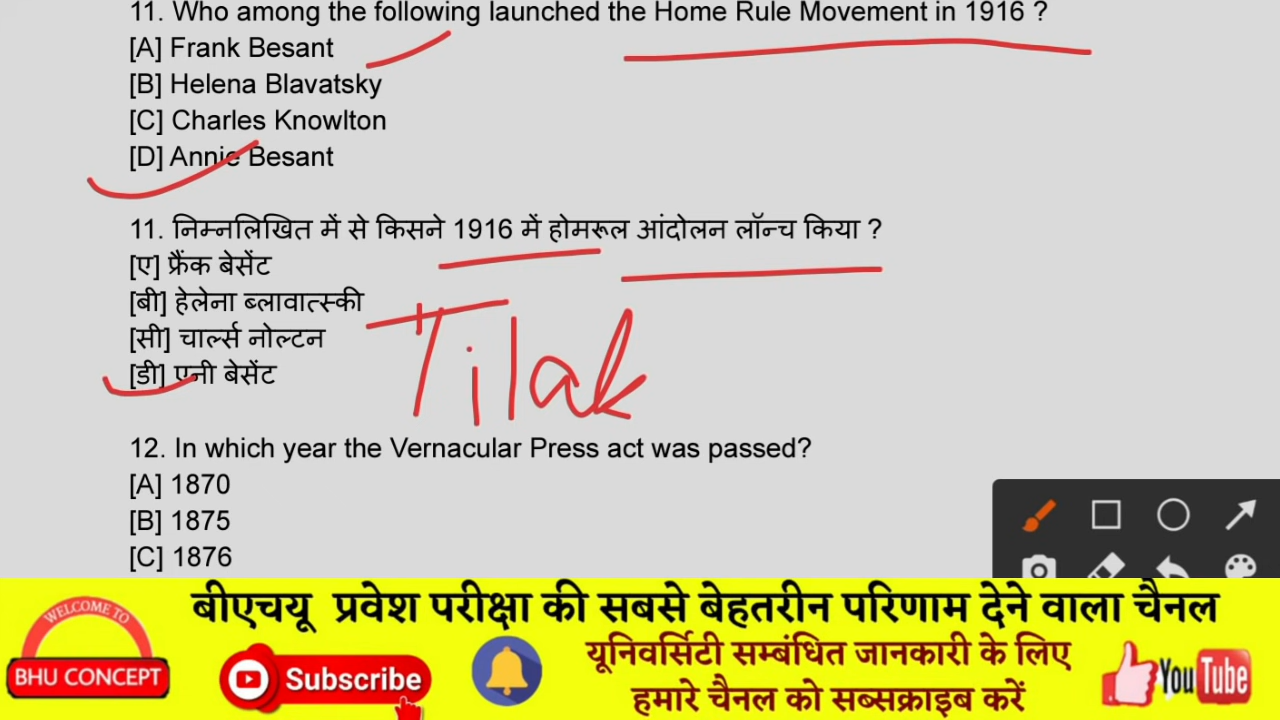 11. Who among the following launched the Home Rule Movement in 1916 ?
[A] Frank Besant
[B] Helena Blavatsky
[C] Charles Knowlton
[D] Annie Besant
11. निम्नलिखित में से किसने 1916 में होमरूल आंदोलन लॉन्च किया ?
[ए] फ्रैंक बेसेंट
[बी] हेलेना ब्लावात्स्की
[सी] चार्ल्स नोल्टन
[डी] एनी बेसेंट
Tilak
12. In which year the Vernacular Press act was passed?
[A] 1870
[B] 1875
[C] 1876
बीएचयू प्रवेश परीक्षा की सबसे बेहतरीन परिणाम देने वाला चैनल
WELCOME TO
BHU CONCEPT
Subscribe
यूनिवर्सिटी सम्बंधित जानकारी के लिए
हमारे चैनल को सब्सक्राइब करें
YouTube